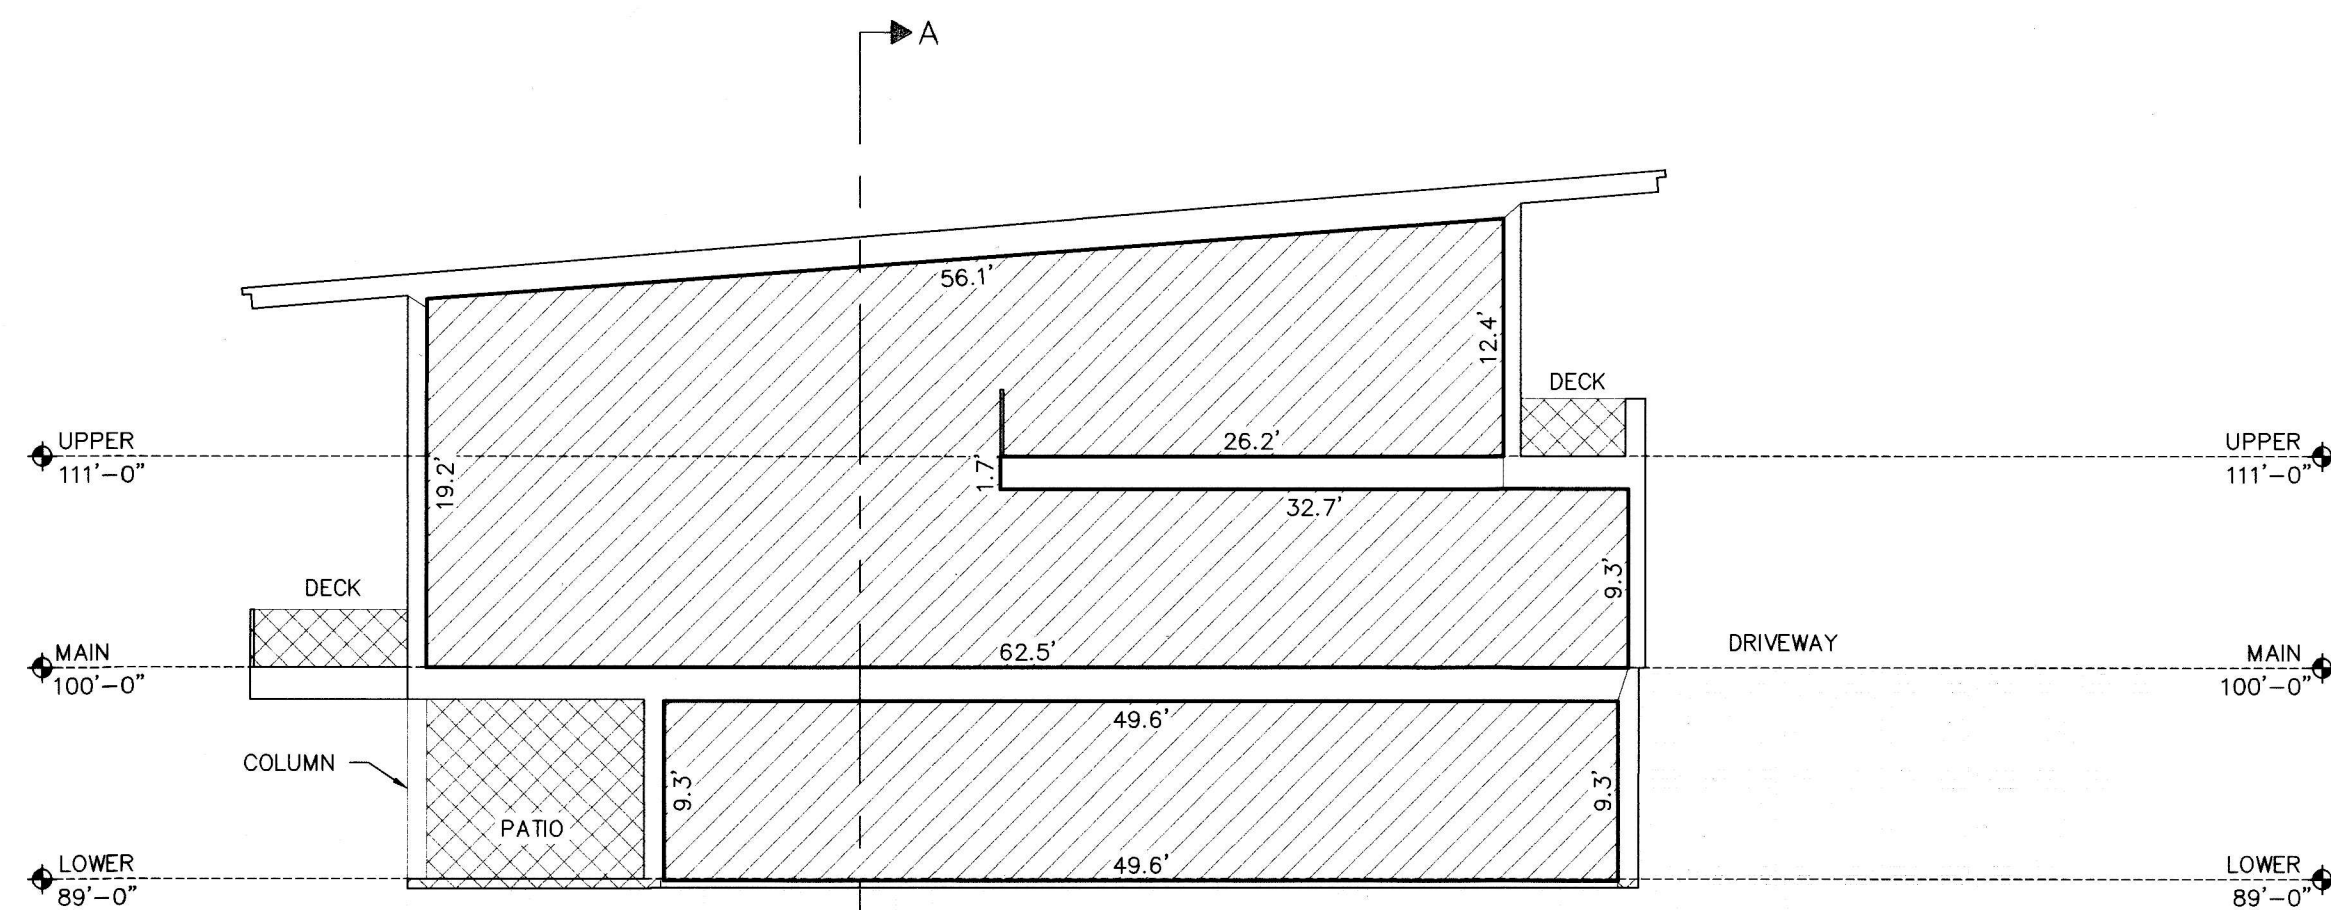 A
56.1'
12.4'
DECK
UPPER
111'-0"
19.2'
1.7'
26.2'
UPPER
111'-0"
32.7'
DECK
9.3'
MAIN
100'-0"
62.5'
DRIVEWAY
MAIN
100'-0"
49.6'
COLUMN
9.3'
9.3'
PATIO
LOWER
89'-0"
49.6'
LOWER
89'-0"